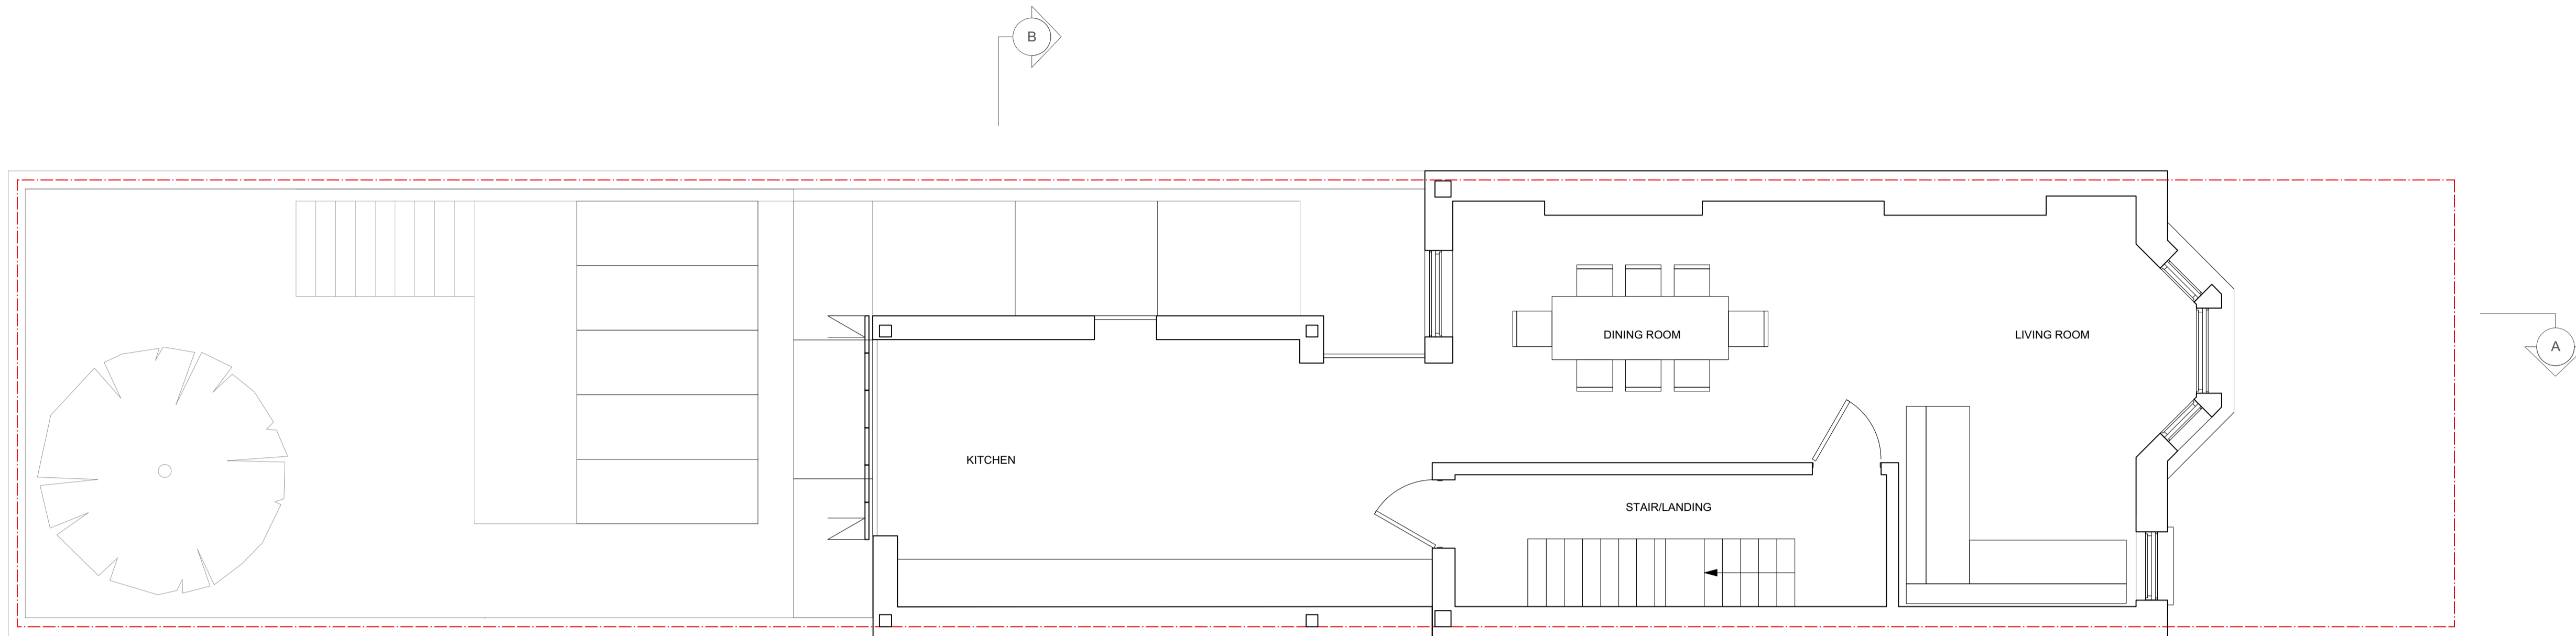 B
A
DINING ROOM
LIVING ROOM
KITCHEN
STAIR/LANDING